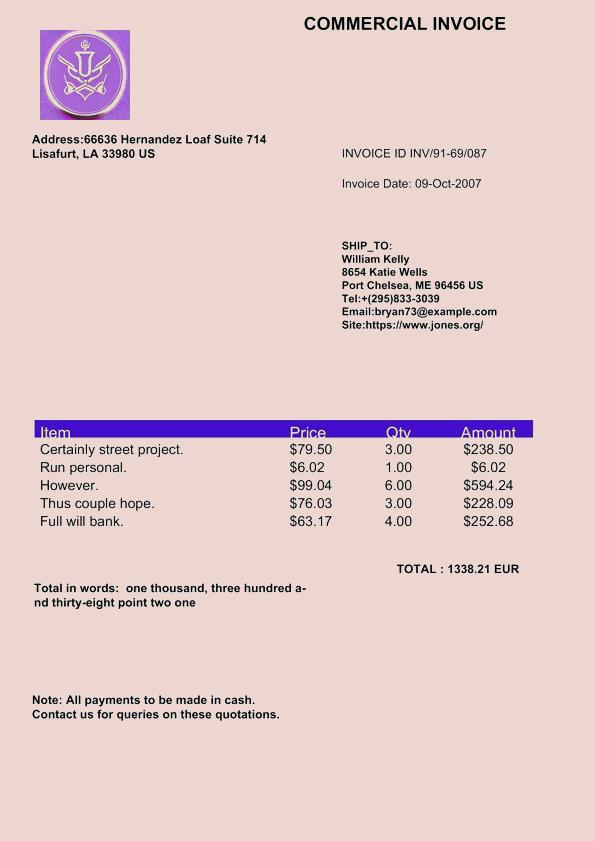 COMMERCIAL INVOICE
Address:66636 Hernandez Loaf Suite 714
Lisafurt, LA 33980 US
INVOICE ID INV/91-69/087
Invoice Date: 09-Oct-2007
SHIP_TO:
William Kelly
8654 Katie Wells
Port Chelsea, ME 96456 US
Tel:+(295)833-3039
Email:bryan73@example.com
Site:https://www.jones.org/
Item Price Qty Amount
Certainly street project. $79.50 3.00 $238.50
Run personal. $6.02 1.00 $6.02
However. $99.04 6.00 $594.24
Thus couple hope. $76.03 3.00 $228.09
Full will bank. $63.17 4.00 $252.68
TOTAL : 1338.21 EUR
Total in words:  one thousand, three hundred a-
nd thirty-eight point two one
Note: All payments to be made in cash.
Contact us for queries on these quotations.